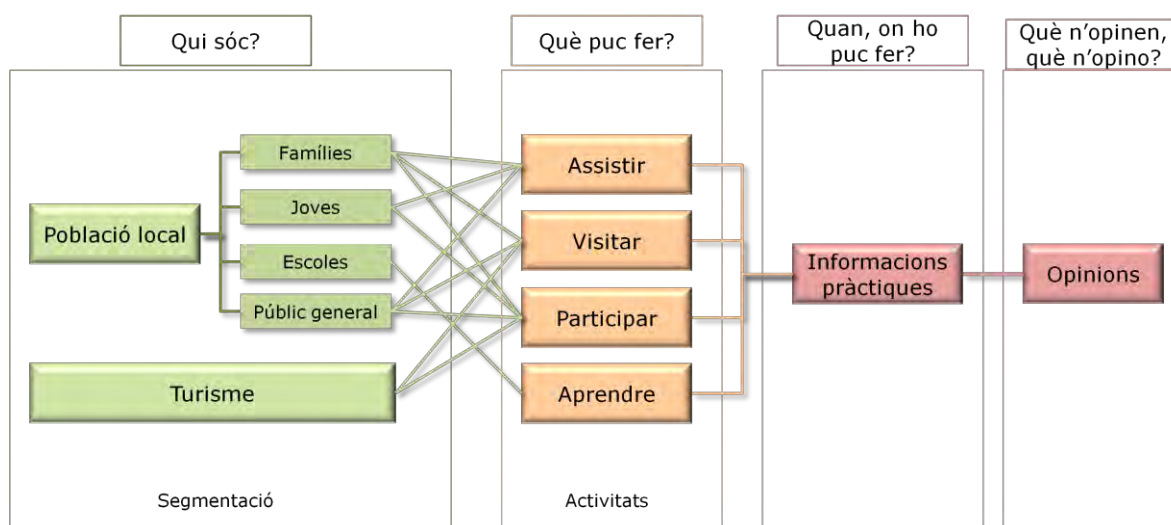 Qui sóc?
Què puc fer?
Quan, on ho
puc fer?
Què n'opinen,
què n'opino?
Població local
Famílies
Joves
Escoles
Públic general
Turisme
Segmentació
Assistir
Visitar
Participar
Aprendre
Activitats
Informacions
pràctiques
Opinions